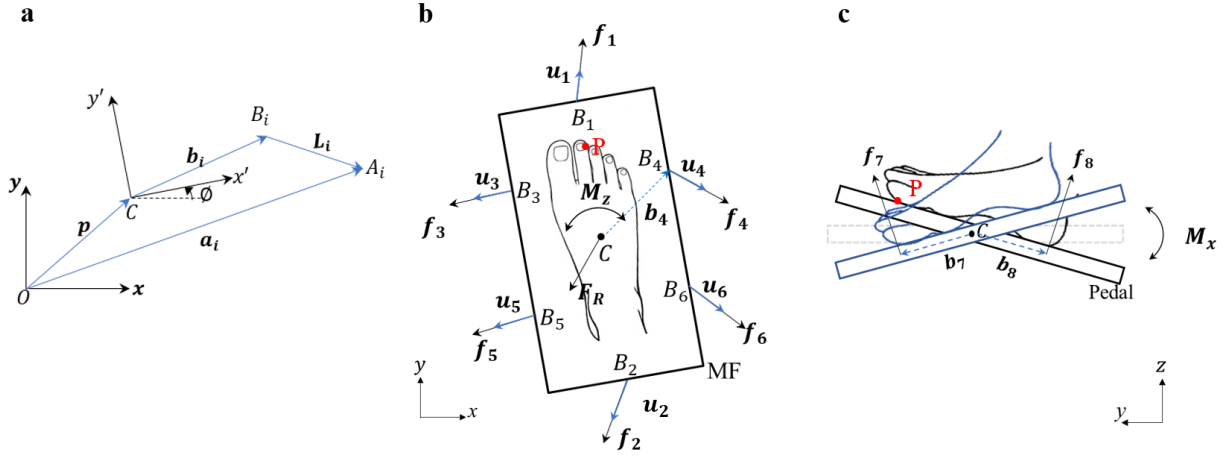 a
y′
B_i
L_i
b_i
A_i
x′
ϕ
y
C
p
a_i
O
x
b
f_1
u_1
B_1
P
B_4
u_4
u_3
B_3
M_z
b_4
f_3
f_4
C
B_6
u_6
u_5
F_R
B_5
f_5
f_6
B_2
MF
u_2
y
x
f_2
c
f_7
f_8
P
C
M_x
b_7
b_8
Pedal
z
y